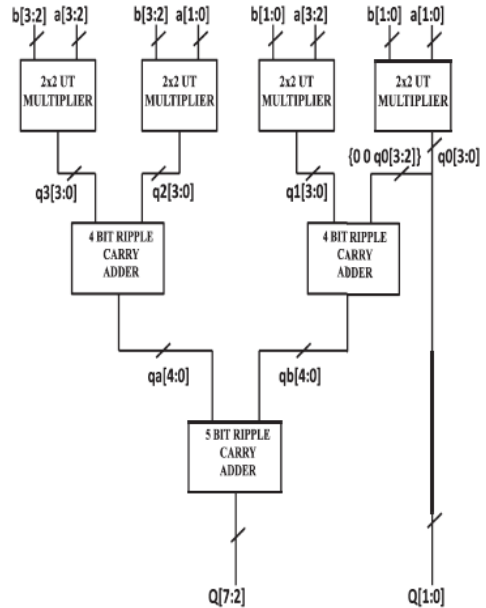 b[3:2] a[3:2] b[3:2] a[1:0] b[1:0] a[3:2] b[1:0] a[1:0]
2x2 UT MULTIPLIER
2x2 UT MULTIPLIER
2x2 UT MULTIPLIER
2x2 UT MULTIPLIER
{0 0 q0[3:2]} q0[3:0]
q3[3:0] q2[3:0] q1[3:0]
4 BIT RIPPLE CARRY ADDER
4 BIT RIPPLE CARRY ADDER
qa[4:0] qb[4:0]
5 BIT RIPPLE CARRY ADDER
Q[7:2] Q[1:0]